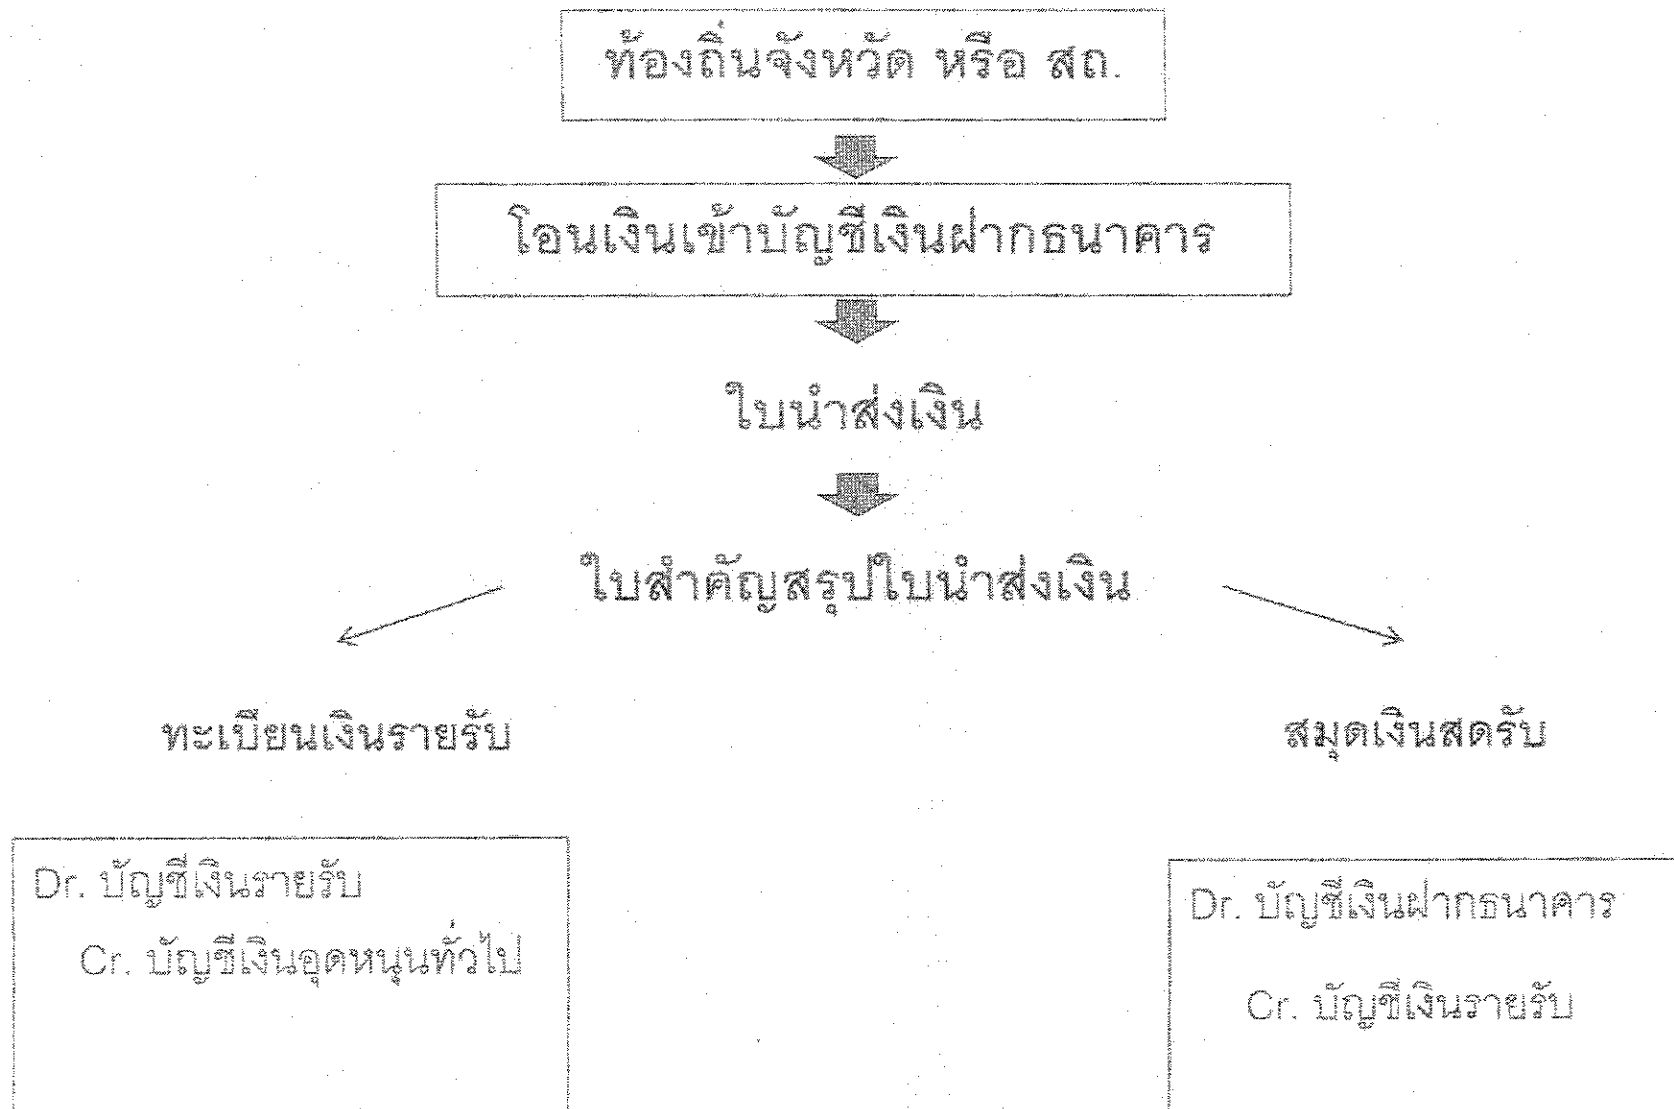 ท้องถิ่นจังหวัด หรือ สถ.
โอนเงินเข้าบัญชีเงินฝากธนาคาร
ใบนำส่งเงิน
ใบสำคัญสรุปใบนำส่งเงิน
ทะเบียนเงินรายรับ
สมุดเงินสดรับ
Dr. บัญชีเงินรายรับ
Cr. บัญชีเงินอุดหนุนทั่วไป
Dr. บัญชีเงินฝากธนาคาร
Cr. บัญชีเงินรายรับ